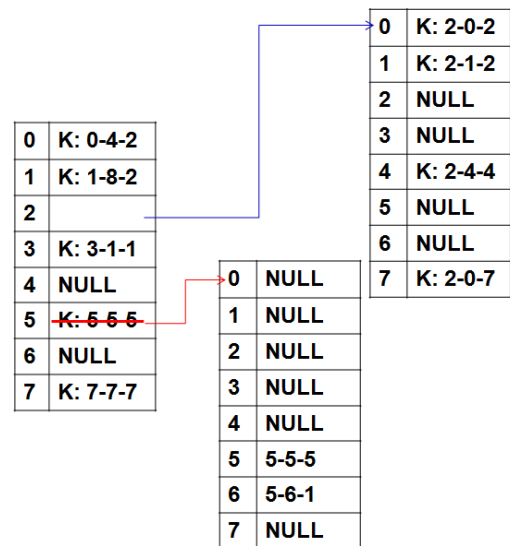 0 K: 0-4-2
1 K: 1-8-2
2
3 K: 3-1-1
4 NULL
5 K: 5-5-5
6 NULL
7 K: 7-7-7
0 NULL
1 NULL
2 NULL
3 NULL
4 NULL
5 5-5-5
6 5-6-1
7 NULL
0 K: 2-0-2
1 K: 2-1-2
2 NULL
3 NULL
4 K: 2-4-4
5 NULL
6 NULL
7 K: 2-0-7